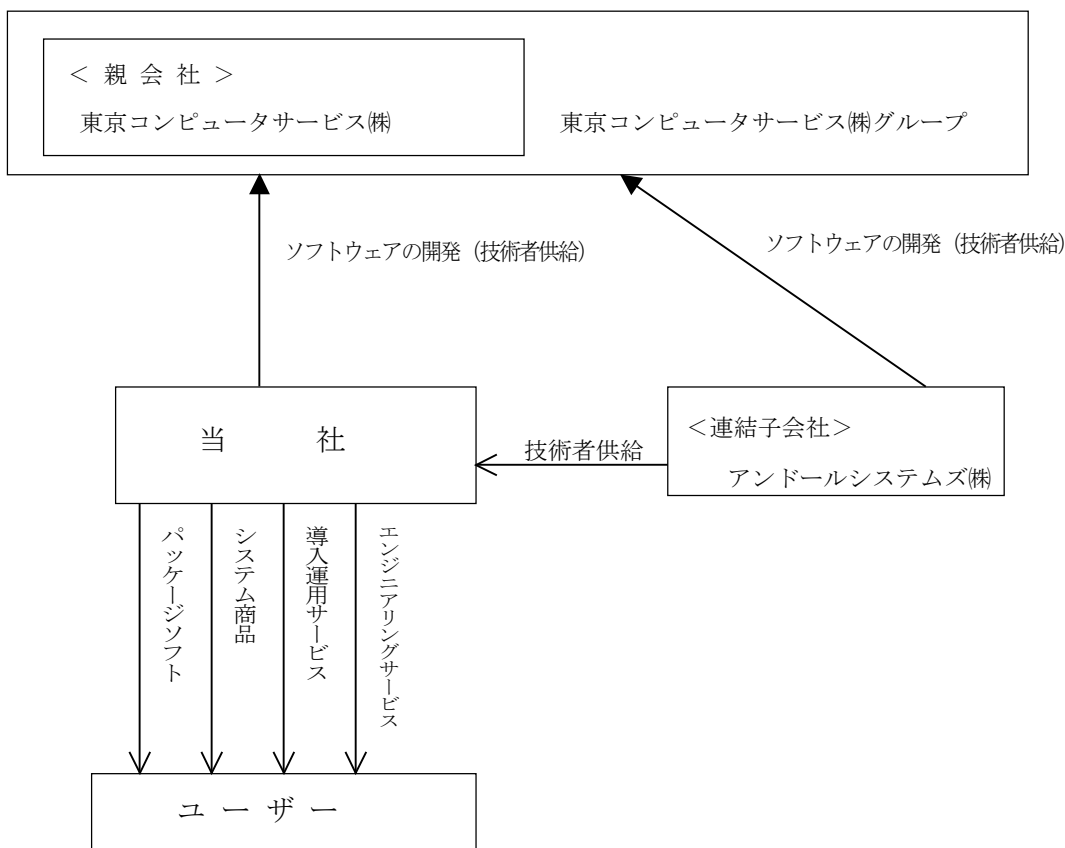 < 親 会 社 >
東京コンピュータサービス㈱
東京コンピュータサービス㈱グループ
ソフトウェアの開発（技術者供給）
ソフトウェアの開発（技術者供給）
当 社
技術者供給
＜連結子会社＞
アンドールシステムズ㈱
パッケージソフト
システム商品
導入運用サービス
エンジニアリングサービス
ユ ー ザ ー